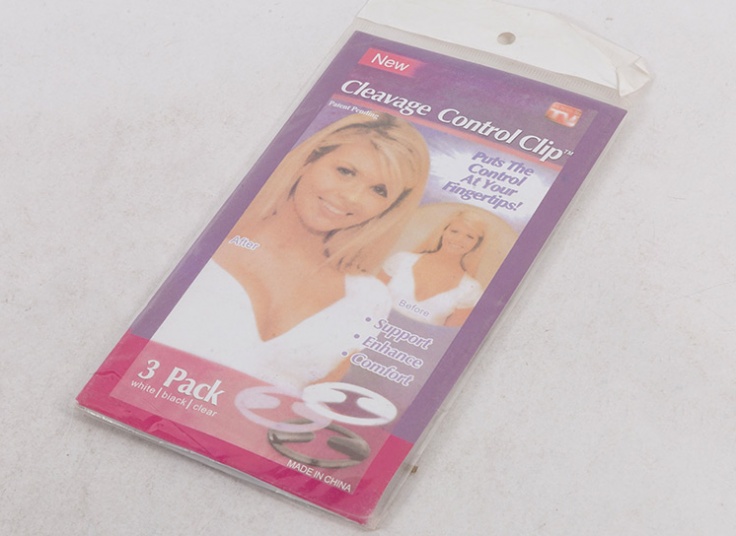 New
Cleavage Control Clip™
Patent Pending
TV
Puts The
Control
At Your
Fingertips!
After
Before
• Support
• Enhance
• Comfort
3 Pack
white | black | clear
MADE IN CHINA